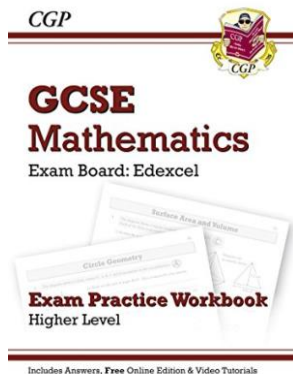 CGP
CGP
GCSE
Mathematics
Exam Board: Edexcel
Surface Area and Volume
Circle Geometry
Exam Practice Workbook
Higher Level
Includes Answers, Free Online Edition & Video Tutorials